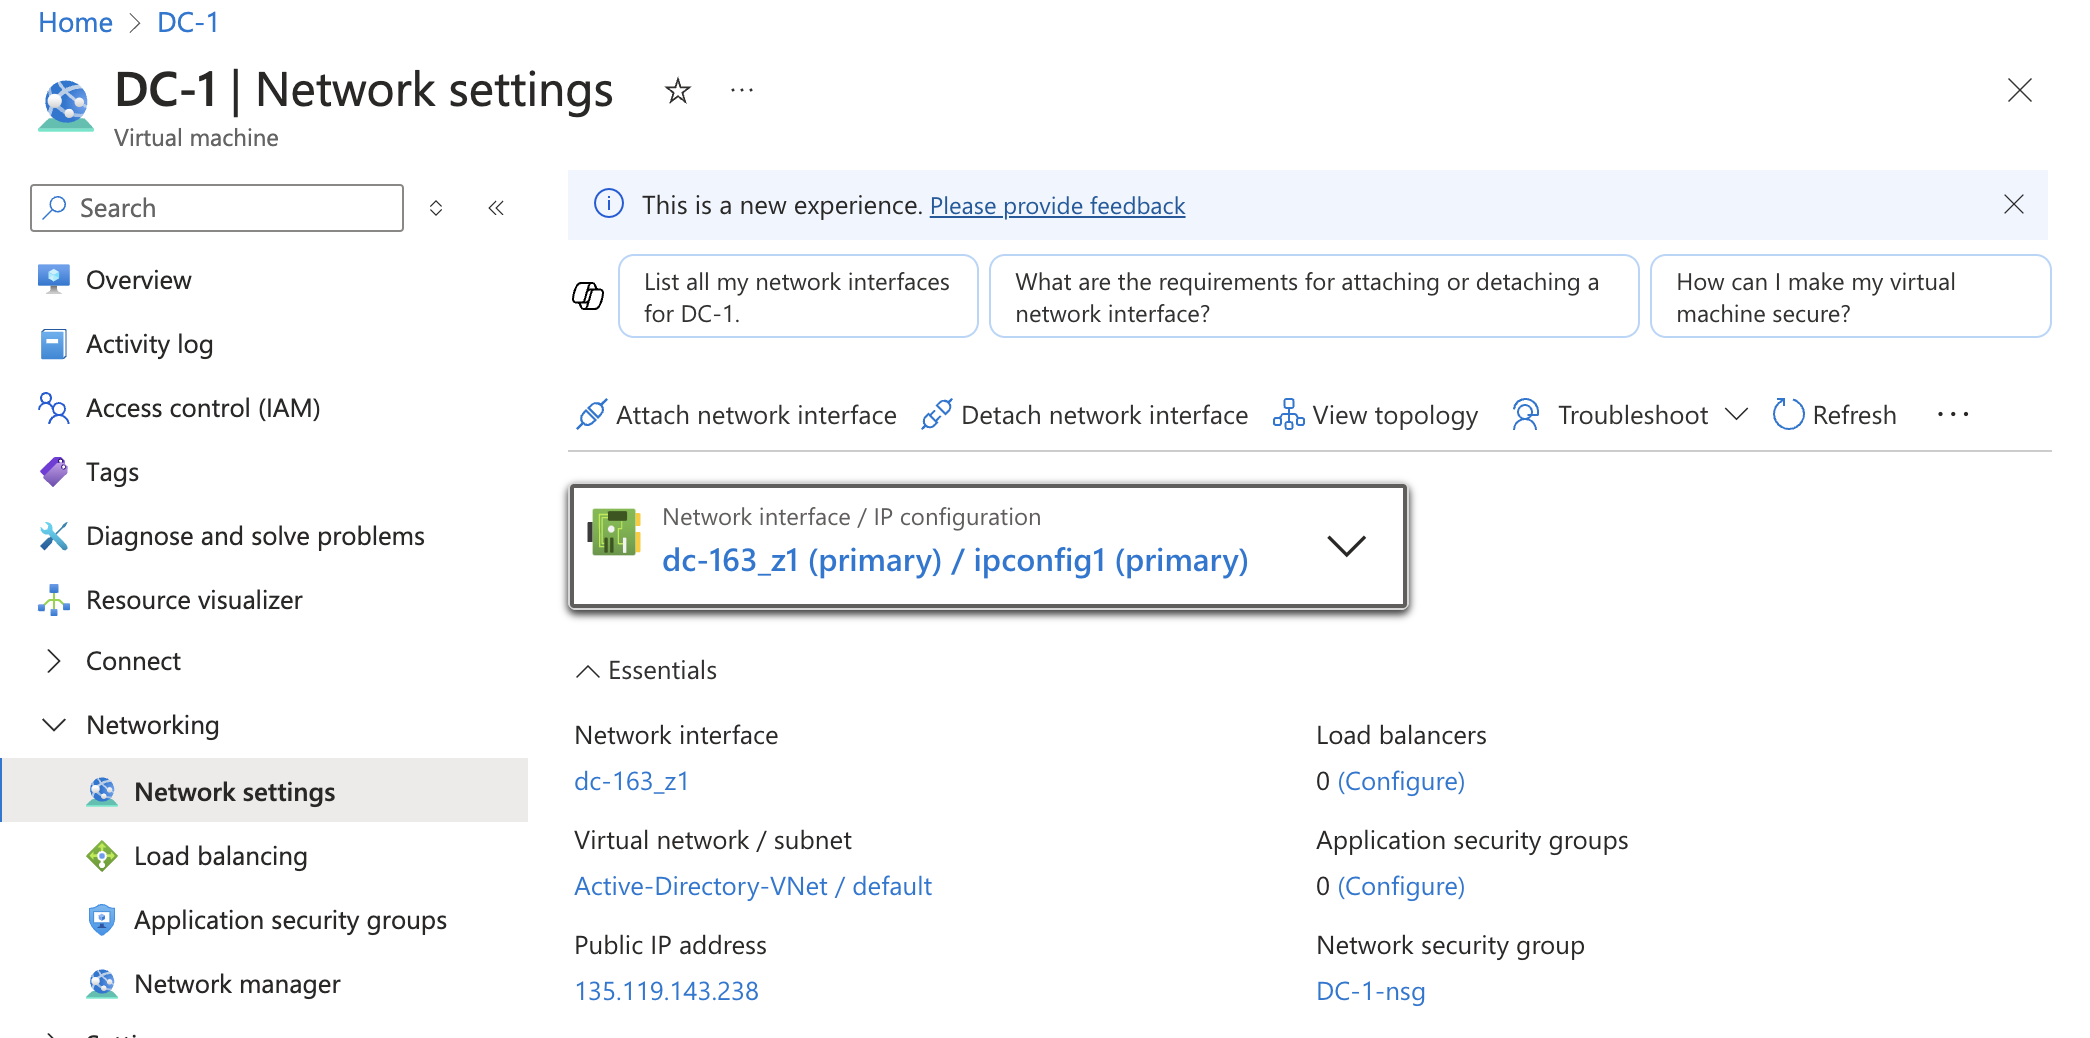 Home > DC-1
DC-1 | Network settings
Virtual machine
Search
Overview
Activity log
Access control (IAM)
Tags
Diagnose and solve problems
Resource visualizer
Connect
Networking
Network settings
Load balancing
Application security groups
Network manager
This is a new experience. Please provide feedback
List all my network interfaces
for DC-1.
What are the requirements for attaching or detaching a
network interface?
How can I make my virtual
machine secure?
Attach network interface
Detach network interface
View topology
Troubleshoot
Refresh
Network interface / IP configuration
dc-163_z1 (primary) / ipconfig1 (primary)
Essentials
Network interface
dc-163_z1
Virtual network / subnet
Active-Directory-VNet / default
Public IP address
135.119.143.238
Load balancers
0 (Configure)
Application security groups
0 (Configure)
Network security group
DC-1-nsg